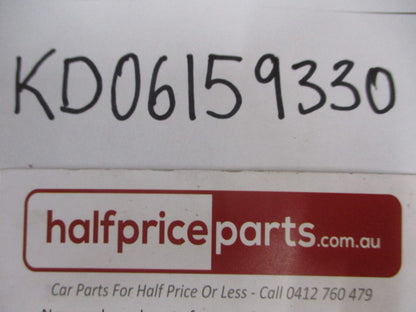 KD06159330
halfpriceparts.com.au
Car Parts For Half Price Or Less - Call 0412 760 479